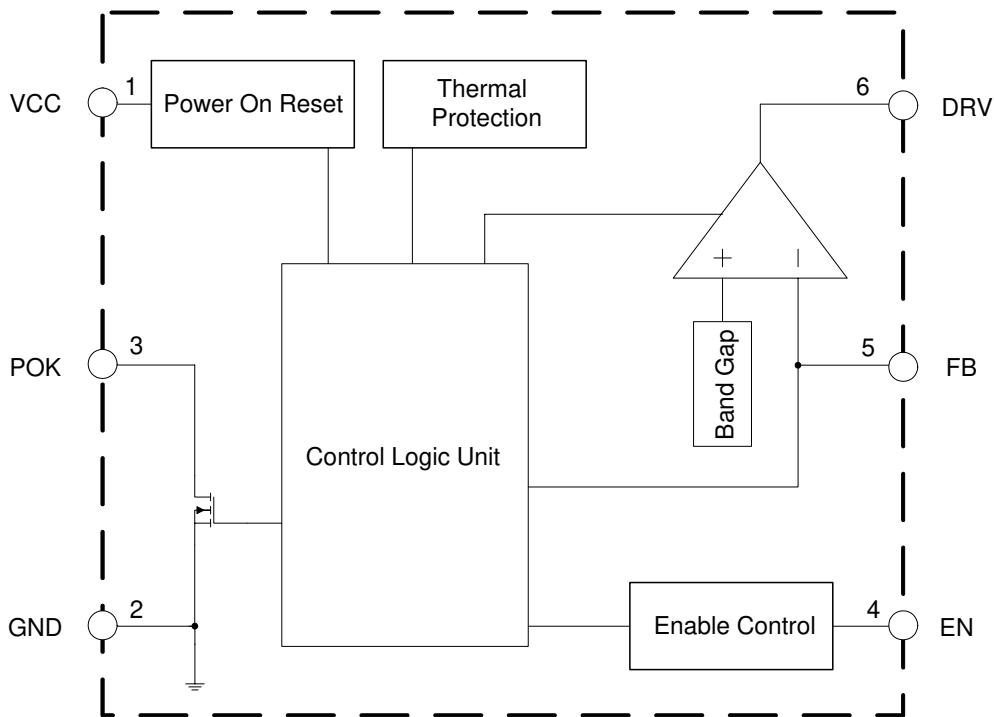 VCC
1
Power On Reset
Thermal
Protection
6
DRV
+
−
POK
3
Band Gap
5
FB
Control Logic Unit
GND
2
Enable Control
4
EN